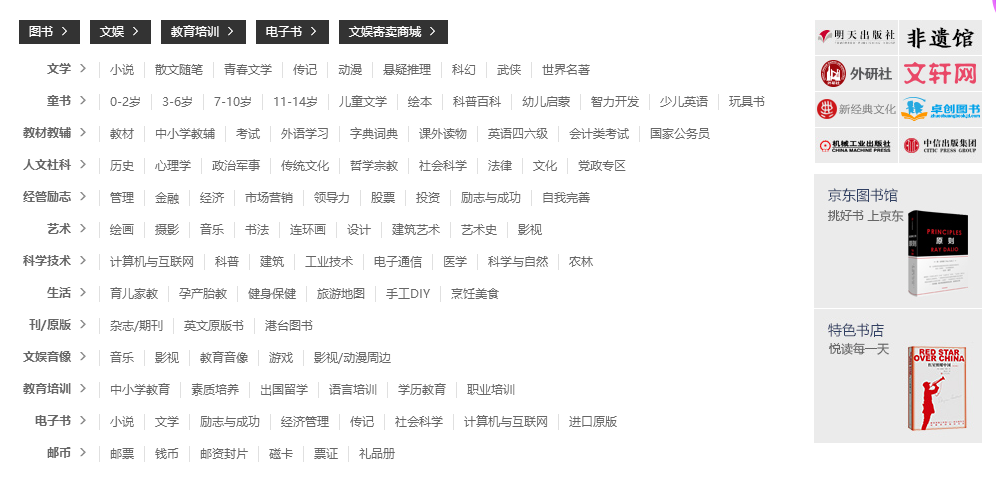 图书 > 文娱 > 教育培训 > 电子书 > 文娱寄卖商城 >
文学 > 小说 散文随笔 青春文学 传记 动漫 悬疑推理 科幻 武侠 世界名著
童书 > 0-2岁 3-6岁 7-10岁 11-14岁 儿童文学 绘本 科普百科 幼儿启蒙 智力开发 少儿英语 玩具书
教材教辅 > 教材 中小学教辅 考试 外语学习 字典词典 课外读物 英语四六级 会计类考试 国家公务员
人文社科 > 历史 心理学 政治军事 传统文化 哲学宗教 社会科学 法律 文化 党政专区
经管励志 > 管理 金融 经济 市场营销 领导力 股票 投资 励志与成功 自我完善
艺术 > 绘画 摄影 音乐 书法 连环画 设计 建筑艺术 艺术史 影视
科学技术 > 计算机与互联网 科普 建筑 工业技术 电子通信 医学 科学与自然 农林
生活 > 育儿家教 孕产胎教 健身保健 旅游地图 手工DIY 烹饪美食
刊/原版 > 杂志/期刊 英文原版书 港台图书
文娱音像 > 音乐 影视 教育音像 游戏 影视/动漫周边
教育培训 > 中小学教育 素质培养 出国留学 语言培训 学历教育 职业培训
电子书 > 小说 文学 励志与成功 经济管理 传记 社会科学 计算机与互联网 进口原版
邮币 > 邮票 钱币 邮资封片 磁卡 票证 礼品册
明天出版社 非遗馆
外研社 文轩网
新经典文化 卓创图书
机械工业出版社 中信出版集团
CHINA MACHINE PRESS CITIC PRESS GROUP
京东图书馆
挑好书 上京东
PRINCIPLES
原则
RAY DALIO
特色书店
悦读每一天
RED STAR
OVER CHINA